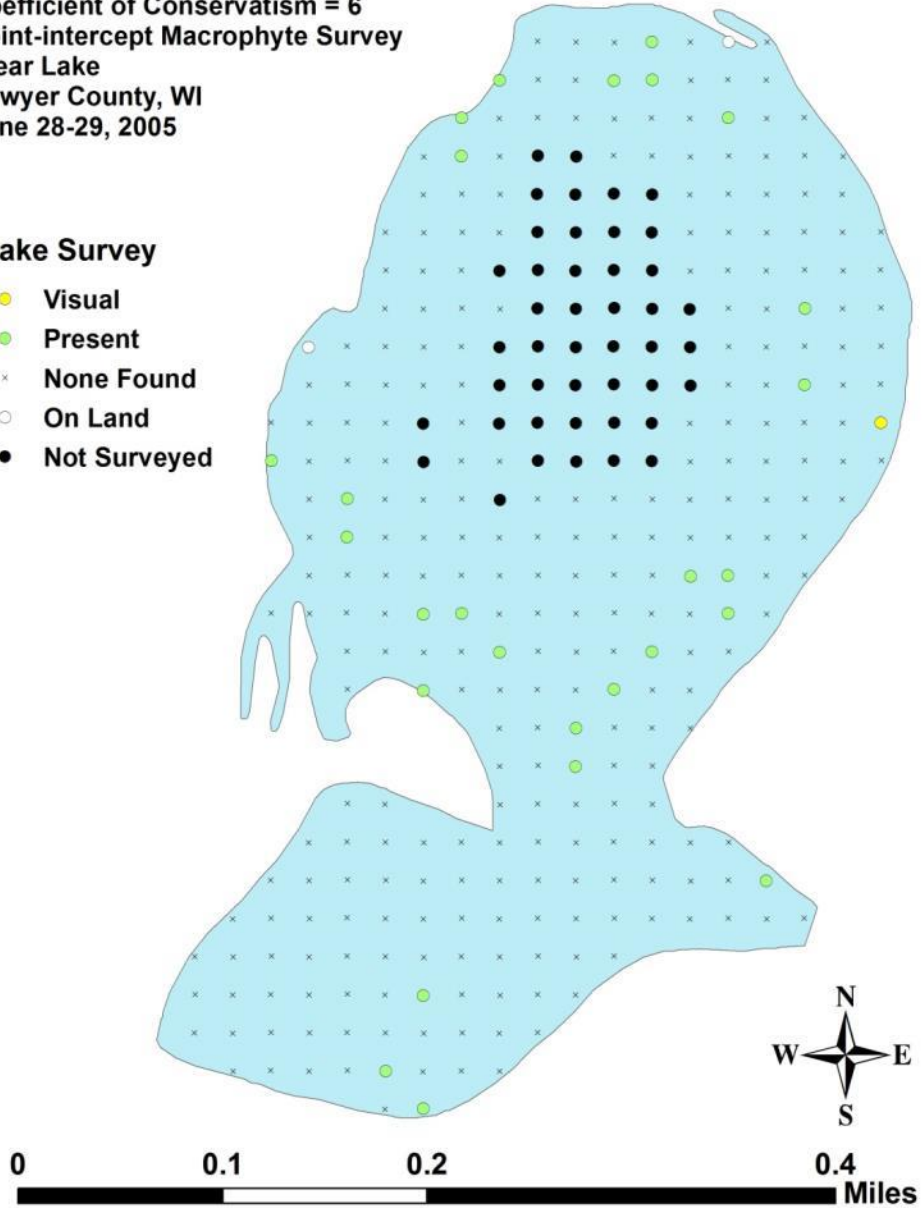 oefficient of Conservatism = 6
oint-intercept Macrophyte Survey
ear Lake
wyer County, WI
ne 28-29, 2005
ake Survey
Visual
Present
None Found
On Land
Not Surveyed
N
W E
S
0 0.1 0.2 0.4
Miles